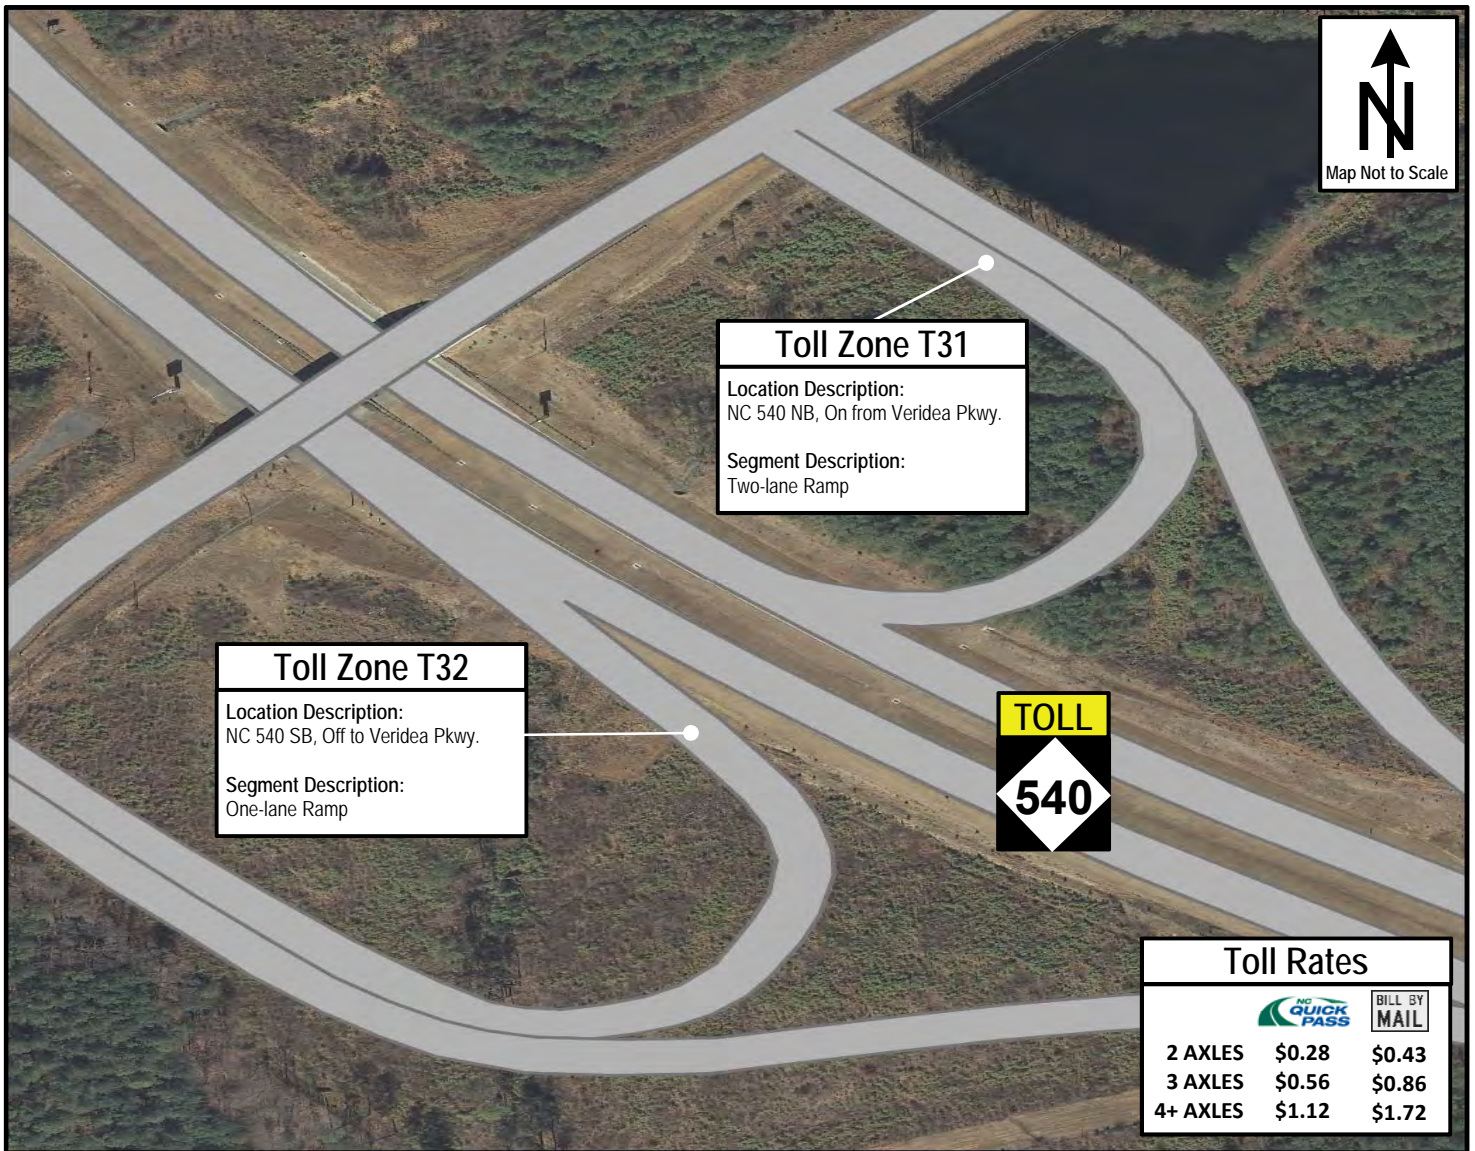 N
Map Not to Scale
Toll Zone T31
Location Description:
NC 540 NB, On from Veridea Pkwy.
Segment Description:
Two-lane Ramp
Toll Zone T32
Location Description:
NC 540 SB, Off to Veridea Pkwy.
Segment Description:
One-lane Ramp
TOLL
540
Toll Rates
NC QUICK PASS BILL BY MAIL
2 AXLES $0.28 $0.43
3 AXLES $0.56 $0.86
4+ AXLES $1.12 $1.72